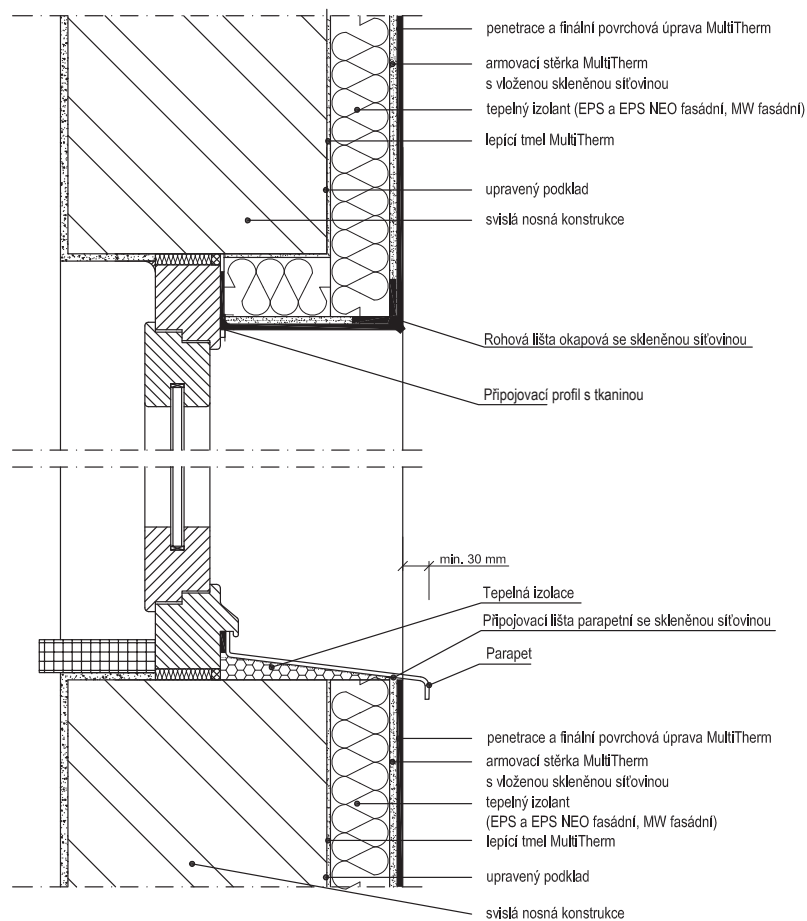 penetrace a finální povrchová úprava MultiTherm
armovací stěrka MultiTherm
s vloženou skleněnou síťovinou
tepelný izolant (EPS a EPS NEO fasádní, MW fasádní)
lepící tmel MultiTherm
upravený podklad
svislá nosná konstrukce
Rohová lišta okapová se skleněnou síťovinou
Připojovací profil s tkaninou
min. 30 mm
Tepelná izolace
Připojovací lišta parapetní se skleněnou síťovinou
Parapet
penetrace a finální povrchová úprava MultiTherm
armovací stěrka MultiTherm
s vloženou skleněnou síťovinou
tepelný izolant
(EPS a EPS NEO fasádní, MW fasádní)
lepící tmel MultiTherm
upravený podklad
svislá nosná konstrukce